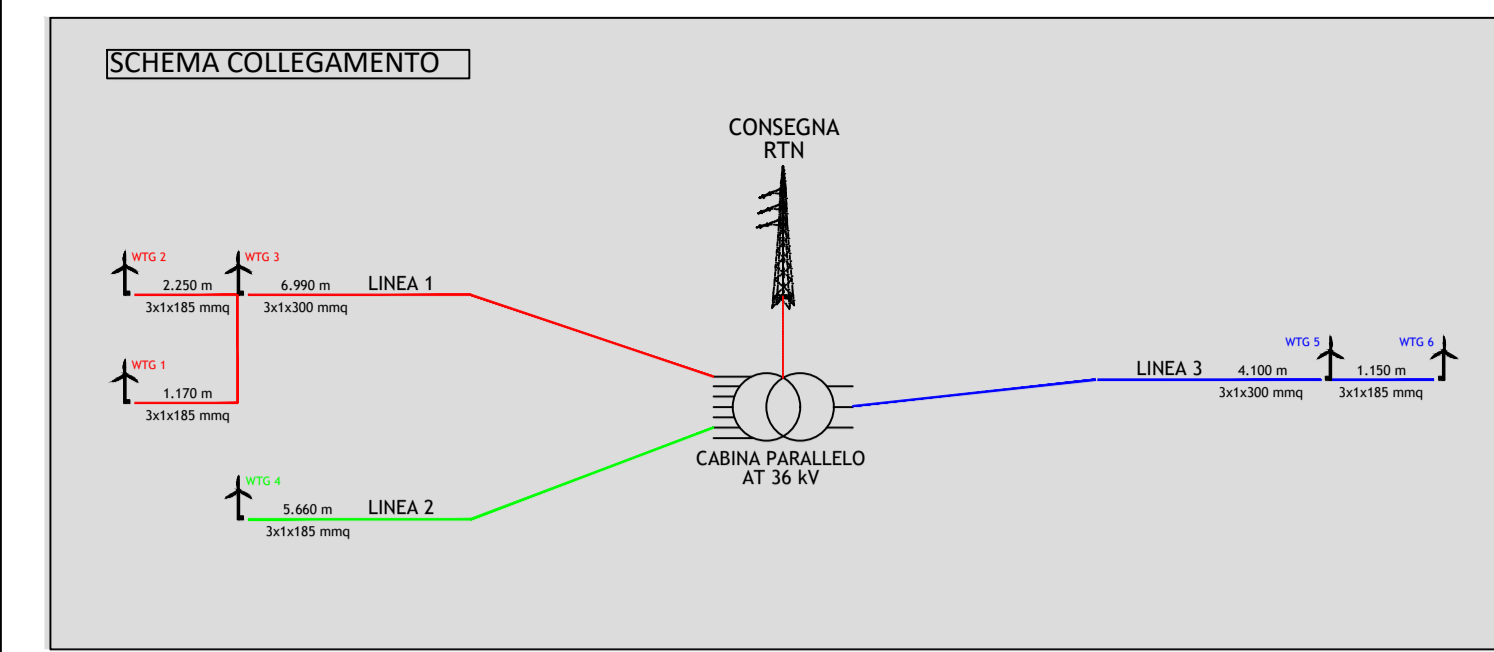 SCHEMA COLLEGAMENTO
CONSEGNA
RTN
WTG 2
WTG 3
2.250 m
6.990 m
LINEA 1
3x1x185 mmq
3x1x300 mmq
WTG 1
1.170 m
3x1x185 mmq
WTG 4
5.660 m
LINEA 2
3x1x185 mmq
CABINA PARALLELO
AT 36 kV
WTG 5
WTG 6
LINEA 3
4.100 m
1.150 m
3x1x300 mmq
3x1x185 mmq